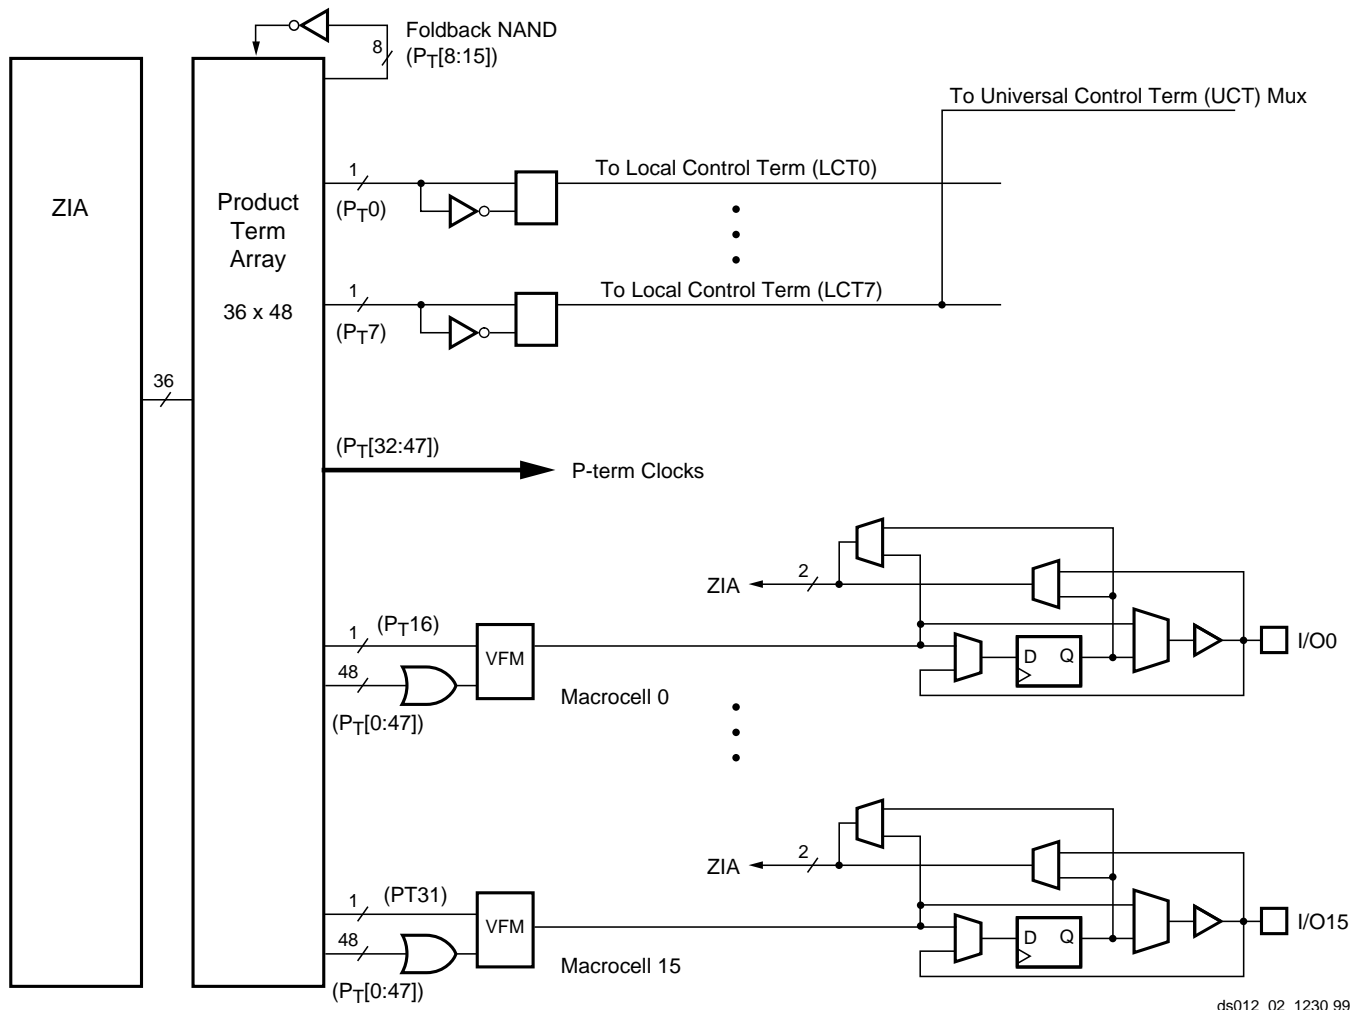 Foldback NAND
8
(PT[8:15])
To Universal Control Term (UCT) Mux
1
To Local Control Term (LCT0)
ZIA
Product
Term
Array
36 x 48
(PT0)
1
To Local Control Term (LCT7)
(PT7)
36
(PT[32:47])
P-term Clocks
ZIA
2
1
(PT16)
VFM
D
Q
I/O0
48
Macrocell 0
(PT[0:47])
ZIA
2
1
(PT31)
VFM
D
Q
I/O15
48
Macrocell 15
(PT[0:47])
ds012_02_1230 99